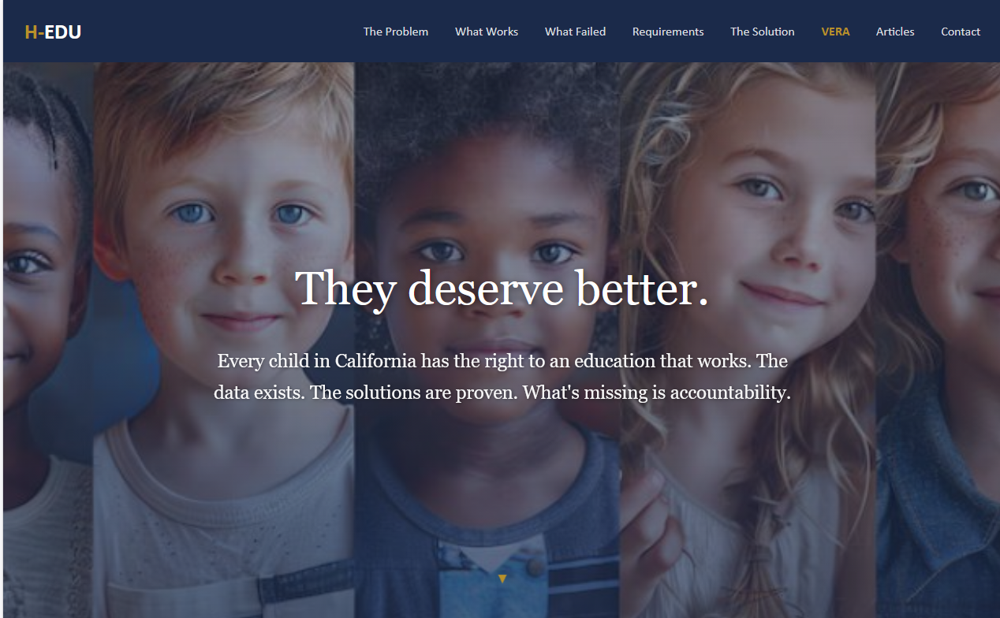 H-EDU
The Problem What Works What Failed Requirements The Solution VERA Articles Contact
They deserve better.
Every child in California has the right to an education that works. The
data exists. The solutions are proven. What's missing is accountability.